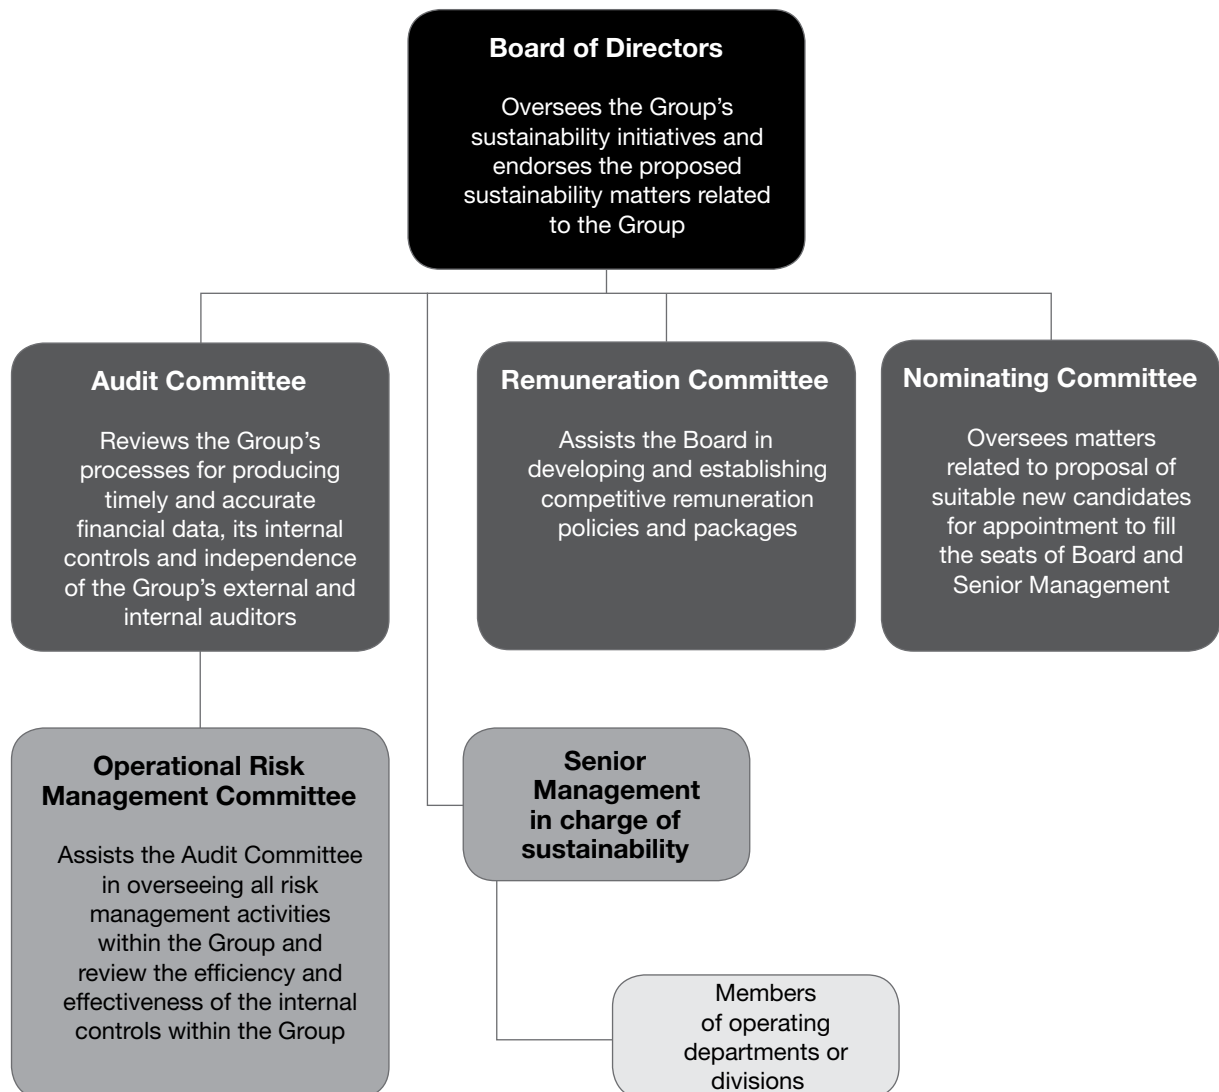 Board of Directors
Oversees the Group’s
sustainability initiatives and
endorses the proposed
sustainability matters related
to the Group
Audit Committee
Reviews the Group’s
processes for producing
timely and accurate
financial data, its internal
controls and independence
of the Group’s external and
internal auditors
Remuneration Committee
Assists the Board in
developing and establishing
competitive remuneration
policies and packages
Nominating Committee
Oversees matters
related to proposal of
suitable new candidates
for appointment to fill
the seats of Board and
Senior Management
Operational Risk
Management Committee
Assists the Audit Committee
in overseeing all risk
management activities
within the Group and
review the efficiency and
effectiveness of the internal
controls within the Group
Senior
Management
in charge of
sustainability
Members
of operating
departments or
divisions